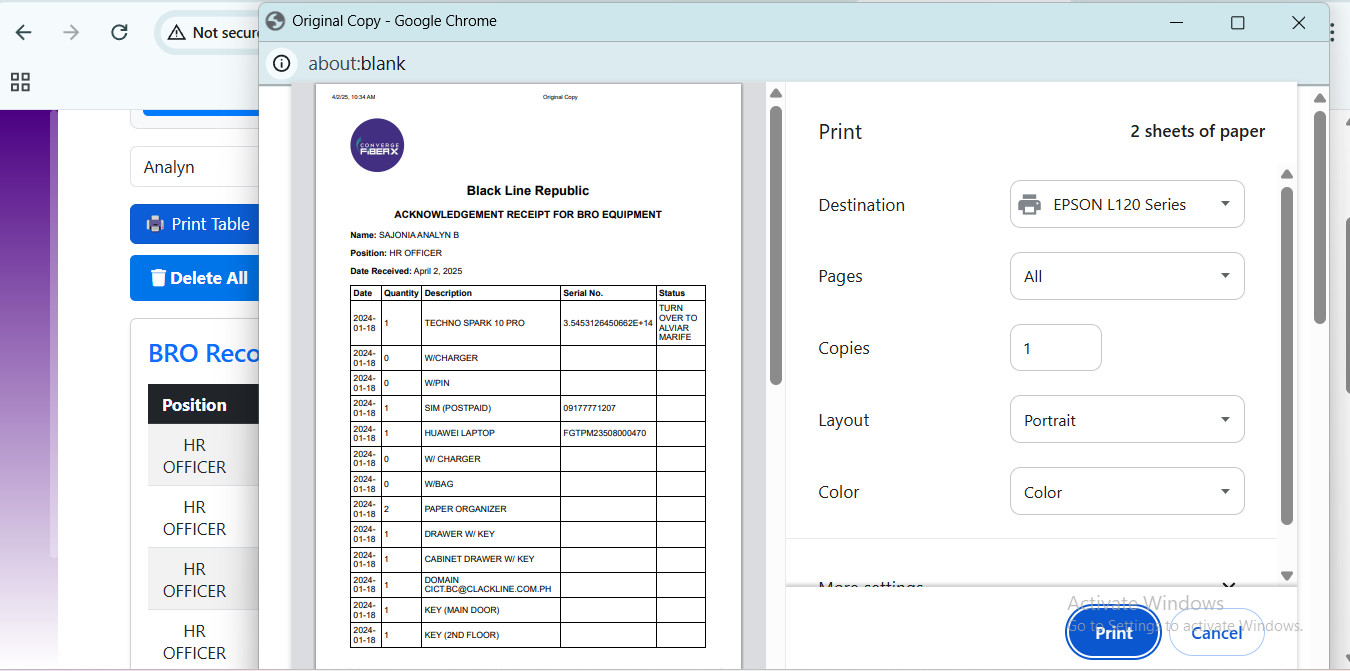 Original Copy - Google Chrome
Not secur
about:blank
4/2/25, 10:34 AM Original Copy
CONVERGE
FIBERX
Black Line Republic
ACKNOWLEDGEMENT RECEIPT FOR BRO EQUIPMENT
Name: SAJONIA ANALYN B
Position: HR OFFICER
Date Received: April 2, 2025
Date Quantity Description Serial No. Status
2024-01-18 1 TECHNO SPARK 10 PRO 3.5453126450662E+14 TURN OVER TO ALVIAR MARIFE
2024-01-18 0 W/CHARGER
2024-01-18 0 W/PIN
2024-01-18 1 SIM (POSTPAID) 09177771207
2024-01-18 1 HUAWEI LAPTOP FGTPM23508000470
2024-01-18 0 W/ CHARGER
2024-01-18 0 W/BAG
2024-01-18 2 PAPER ORGANIZER
2024-01-18 1 DRAWER W/ KEY
2024-01-18 1 CABINET DRAWER W/ KEY
2024-01-18 1 DOMAIN CICT.BC@CLACKLINE.COM.PH
2024-01-18 1 KEY (MAIN DOOR)
2024-01-18 1 KEY (2ND FLOOR)
Analyn
Print Table
Delete All
BRO Reco
Position
HR
OFFICER
HR
OFFICER
HR
OFFICER
HR
OFFICER
Print 2 sheets of paper
Destination EPSON L120 Series
Pages All
Copies 1
Layout Portrait
Color Color
More settings
Activate Windows
Go to Settings to activate Windows.
Print Cancel